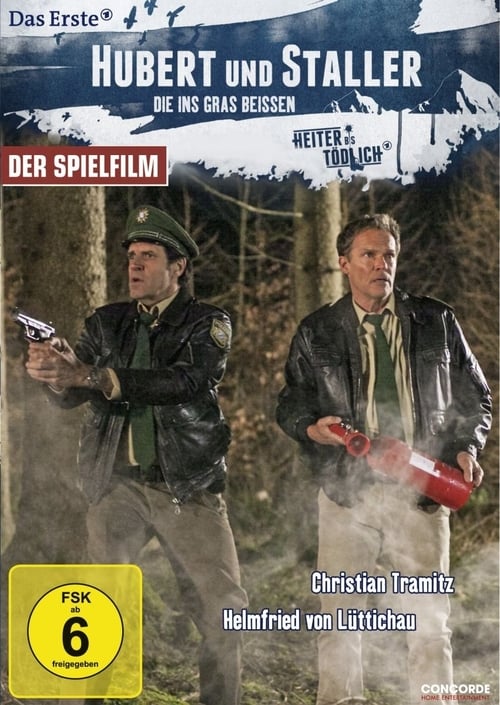 Das Erste
HUBERT UND STALLER
DIE INS GRAS BEISSEN
HEITER BIS
TÖDLICH
DER SPIELFILM
Christian Tramitz
Helmfried von Lüttichau
FSK
ab
6
freigegeben
CONCORDE
HOME ENTERTAINMENT